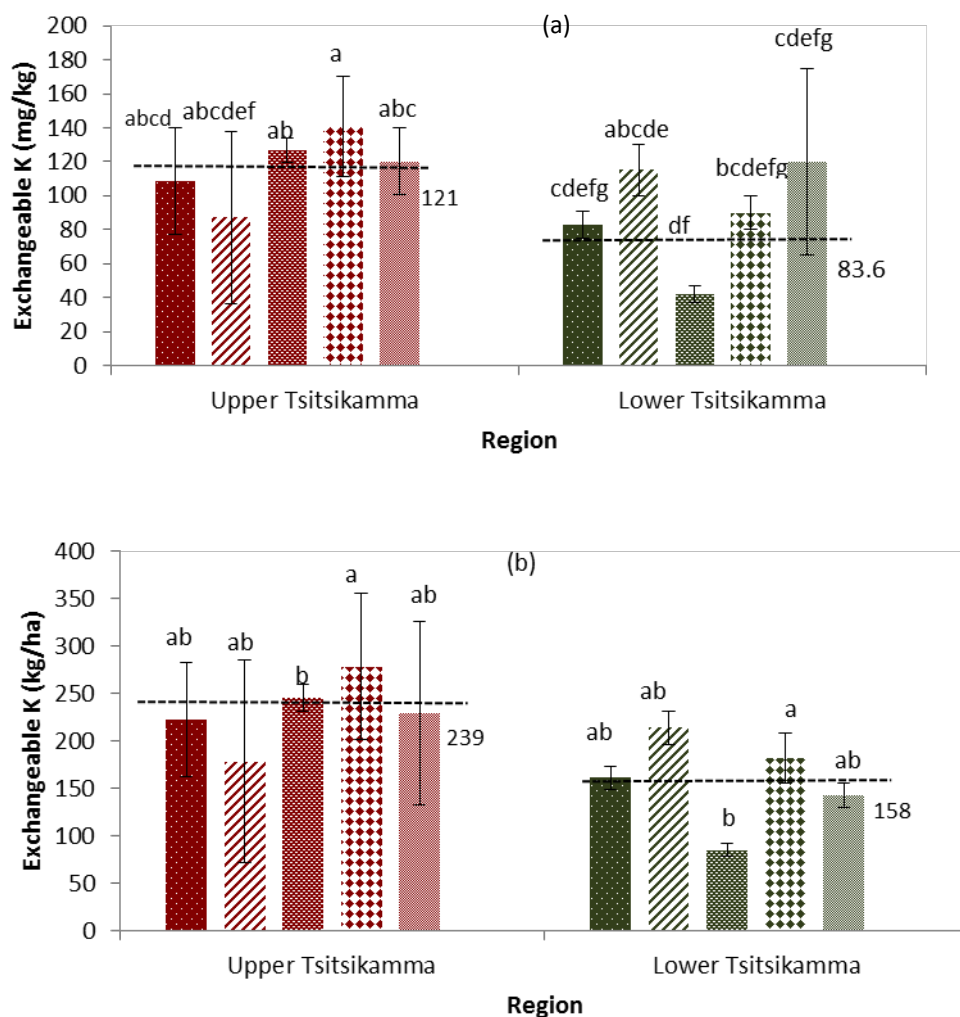 (a)
Exchangeable K (mg/kg)
200
180
160
140
120
100
80
60
40
20
0
abcd
abcdef
ab
a
abc
121
cdefg
abcde
df
bcdefg
cdefg
83.6
Upper Tsitsikamma
Lower Tsitsikamma
Region
(b)
Exchangeable K (kg/ha)
400
350
300
250
200
150
100
50
0
ab
ab
b
a
ab
239
ab
ab
b
a
ab
158
Upper Tsitsikamma
Lower Tsitsikamma
Region